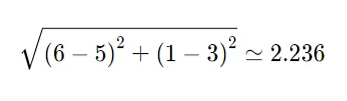 √((6 − 5)² + (1 − 3)²) ≃ 2.236